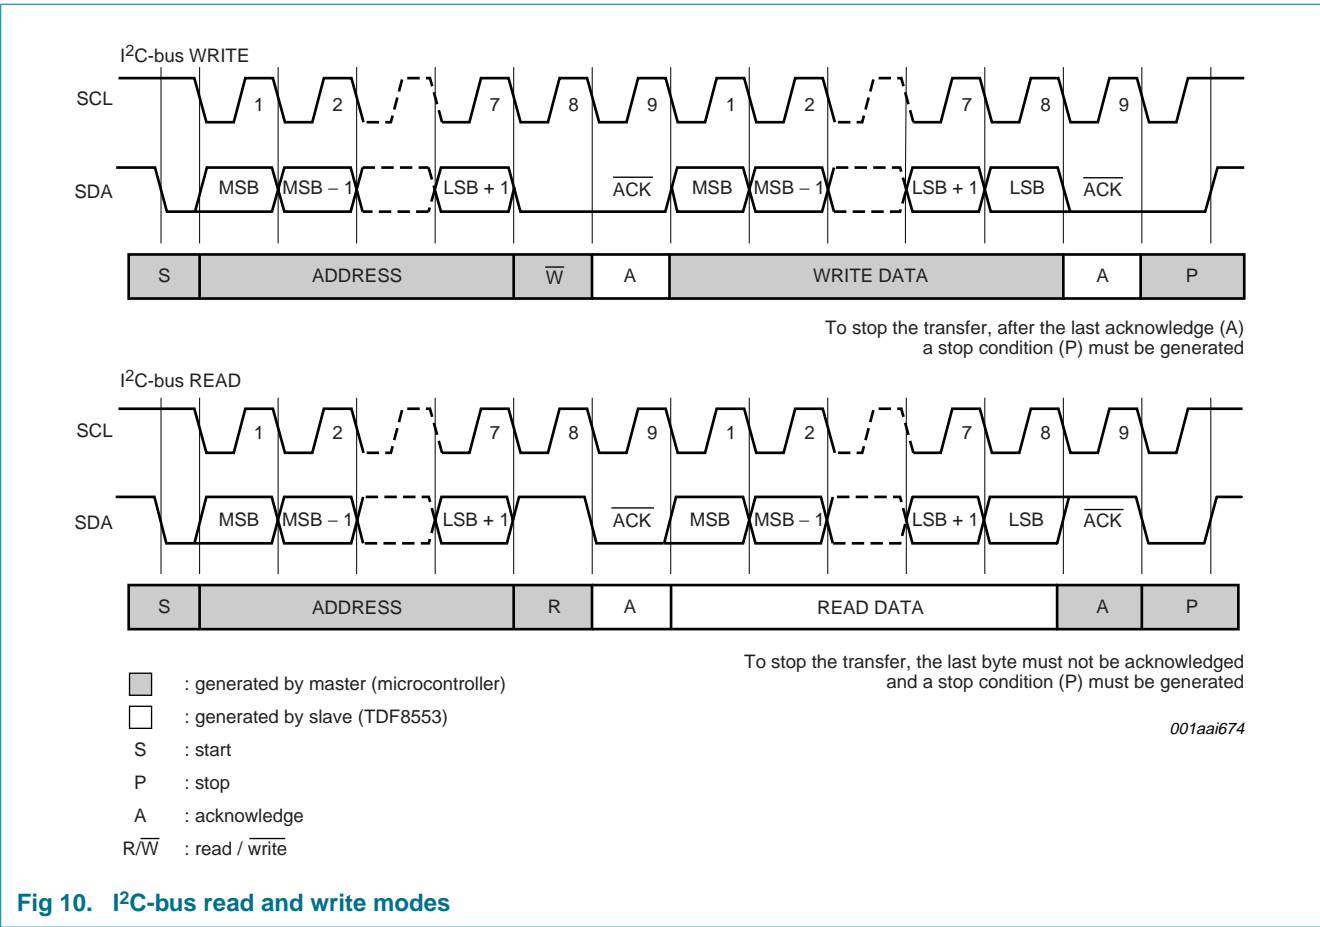 I²C-bus WRITE
SCL 1 2 7 8 9 1 2 7 8 9
SDA MSB MSB − 1 LSB + 1 A̅C̅K̅ MSB MSB − 1 LSB + 1 LSB A̅C̅K̅
S ADDRESS W̅ A WRITE DATA A P
To stop the transfer, after the last acknowledge (A)
a stop condition (P) must be generated
I²C-bus READ
SCL 1 2 7 8 9 1 2 7 8 9
SDA MSB MSB − 1 LSB + 1 A̅C̅K̅ MSB MSB − 1 LSB + 1 LSB A̅C̅K̅
S ADDRESS R A READ DATA A P
To stop the transfer, the last byte must not be acknowledged
and a stop condition (P) must be generated
: generated by master (microcontroller)
: generated by slave (TDF8553)
001aai674
S : start
P : stop
A : acknowledge
R/W̅ : read / w̅r̅i̅t̅e̅
Fig 10. I²C-bus read and write modes